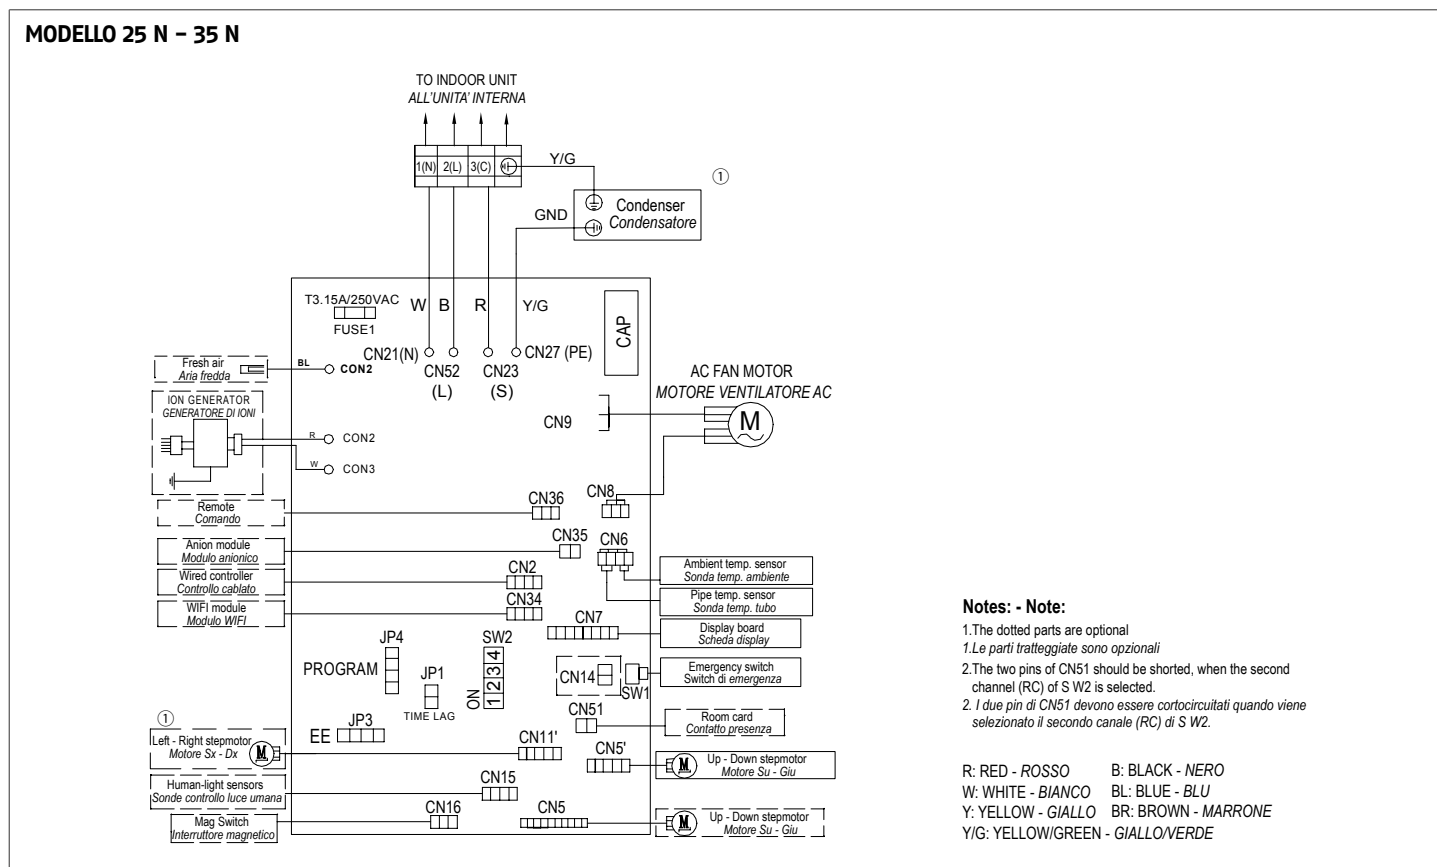 MODELLO 25 N – 35 N
TO INDOOR UNIT
ALL'UNITA' INTERNA
1(N) 2(L) 3(C)
Y/G
①
Condenser
Condensatore
GND
T3.15A/250VAC
FUSE1
W B R Y/G
CAP
CN21(N)
CN52
(L)
CN23
(S)
CN27 (PE)
Fresh air
Aria fredda
BL
CON2
ION GENERATOR
GENERATORE DI IONI
R
CON2
W
CON3
AC FAN MOTOR
MOTORE VENTILATORE AC
M
CN9
Remote
Comando
CN36
CN8
Anion module
Modulo anionico
CN35
CN6
Wired controller
Controllo cablato
CN2
Ambient temp. sensor
Sonda temp. ambiente
WIFI module
Modulo WIFI
CN34
Pipe temp. sensor
Sonda temp. tubo
CN7
Display board
Scheda display
PROGRAM
JP4
JP1
TIME LAG
SW2
ON
1 2 3 4
CN14
SW1
Emergency switch
Switch di emergenza
CN51
Room card
Contatto presenza
EE
JP3
①
Left - Right stepmotor
Motore Sx - Dx
M
CN11'
CN5'
M
Up - Down stepmotor
Motore Su - Giu
Human-light sensors
Sonde controllo luce umana
CN15
Mag Switch
Interruttore magnetico
CN16
CN5
M
Up - Down stepmotor
Motore Su - Giu
Notes: - Note:
1.The dotted parts are optional
1.Le parti tratteggiate sono opzionali
2.The two pins of CN51 should be shorted, when the second
channel (RC) of S W2 is selected.
2. I due pin di CN51 devono essere cortocircuitati quando viene
selezionato il secondo canale (RC) di S W2.
R: RED - ROSSO B: BLACK - NERO
W: WHITE - BIANCO BL: BLUE - BLU
Y: YELLOW - GIALLO BR: BROWN - MARRONE
Y/G: YELLOW/GREEN - GIALLO/VERDE